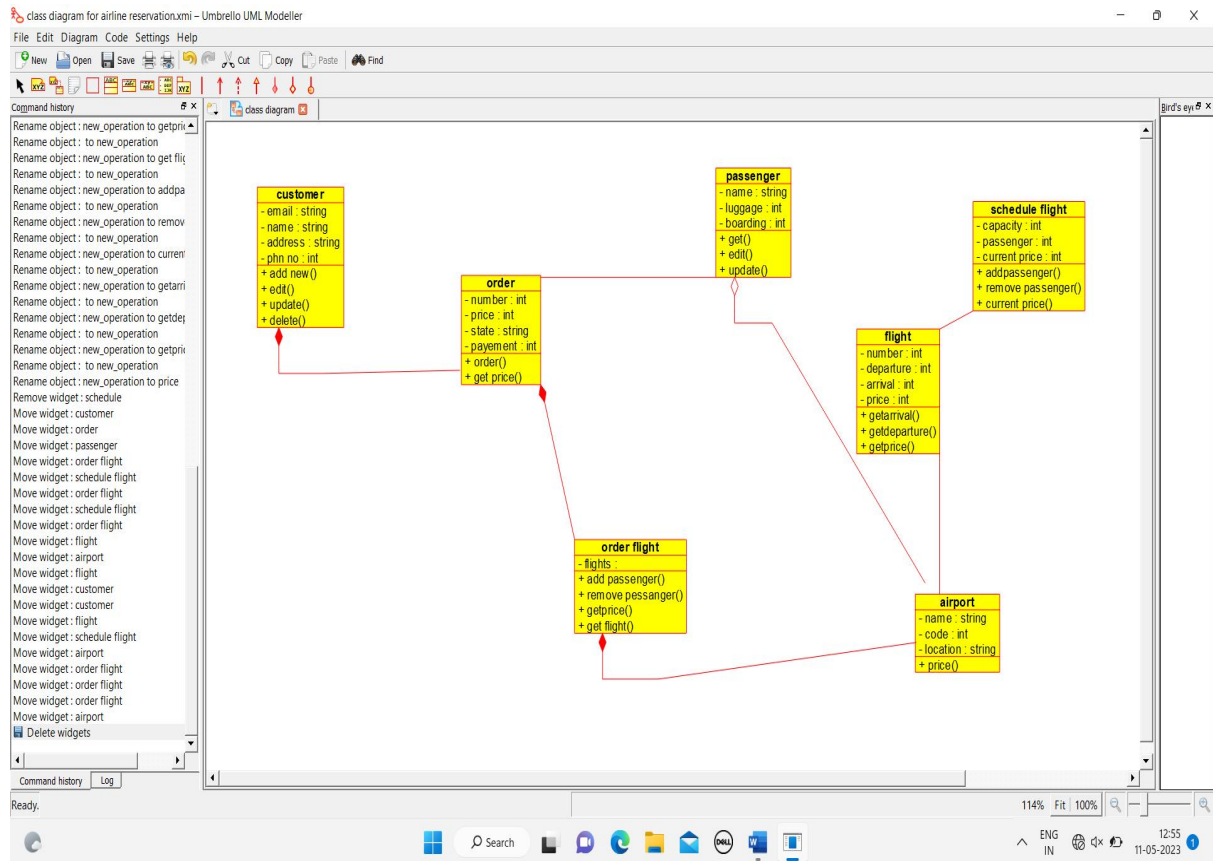 class diagram for airline reservation.xmi – Umbrello UML Modeller
File Edit Diagram Code Settings Help
New Open Save Cut Copy Paste Find
Command history
class diagram
Bird's eye
Rename object : new_operation to getpric
Rename object : to new_operation
Rename object : new_operation to get flig
Rename object : to new_operation
Rename object : new_operation to addpa
Rename object : to new_operation
Rename object : new_operation to remov
Rename object : to new_operation
Rename object : new_operation to current
Rename object : to new_operation
Rename object : new_operation to getarri
Rename object : to new_operation
Rename object : new_operation to getdep
Rename object : to new_operation
Rename object : new_operation to getpric
Rename object : to new_operation
Rename object : new_operation to price
Remove widget : schedule
Move widget : customer
Move widget : order
Move widget : passenger
Move widget : order flight
Move widget : schedule flight
Move widget : order flight
Move widget : schedule flight
Move widget : order flight
Move widget : flight
Move widget : airport
Move widget : flight
Move widget : customer
Move widget : customer
Move widget : flight
Move widget : schedule flight
Move widget : airport
Move widget : order flight
Move widget : order flight
Move widget : order flight
Move widget : airport
Delete widgets
Command history Log
customer
- email : string
- name : string
- address : string
- phn no : int
+ add new()
+ edit()
+ update()
+ delete()
order
- number : int
- price : int
- state : string
- payement : int
+ order()
+ get price()
passenger
- name : string
- luggage : int
- boarding : int
+ get()
+ edit()
+ update()
schedule flight
- capacity : int
- passenger : int
- current price : int
+ addpassenger()
+ remove passenger()
+ current price()
flight
- number : int
- departure : int
- arrival : int
- price : int
+ getarrival()
+ getdeparture()
+ getprice()
order flight
- flights :
+ add passenger()
+ remove pessanger()
+ getprice()
+ get flight()
airport
- name : string
- code : int
- location : string
+ price()
Ready.
114% Fit 100%
Search
DELL
ENG
IN
12:55
11-05-2023
1